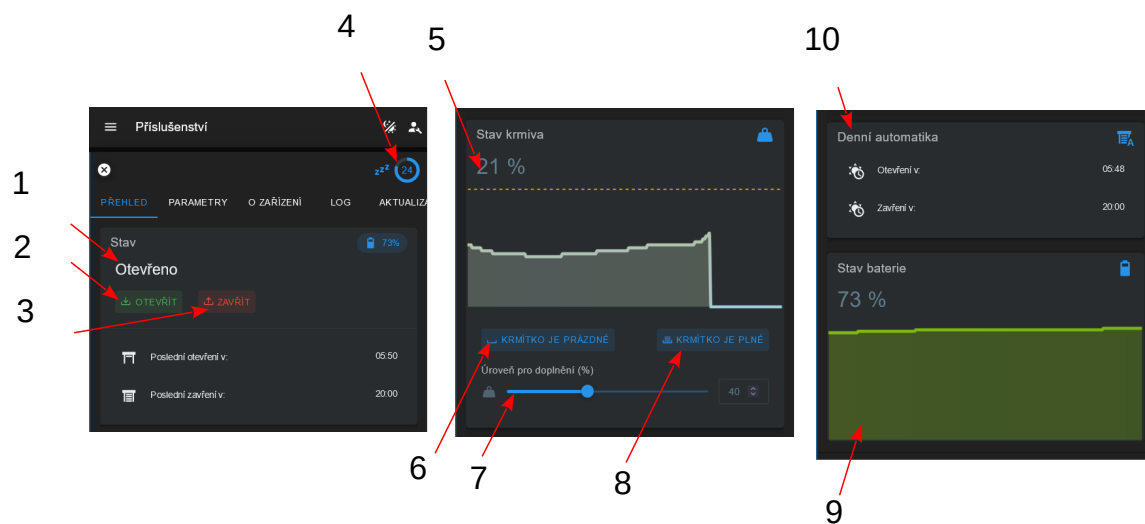 4
5
10
1
2
3
Příslušenství
zzz 24
PŘEHLED PARAMETRY O ZAŘÍZENÍ LOG AKTUALIZA
Stav 73%
Otevřeno
OTEVŘÍT ZAVŘÍT
Poslední otevření v: 05:50
Poslední zavření v: 20:00
Stav krmiva
21 %
KRMÍTKO JE PRÁZDNÉ KRMÍTKO JE PLNÉ
Úroveň pro doplnění (%)
40
Denní automatika A
Otevření v: 05:48
Zavření v: 20:00
Stav baterie
73 %
6
7
8
9